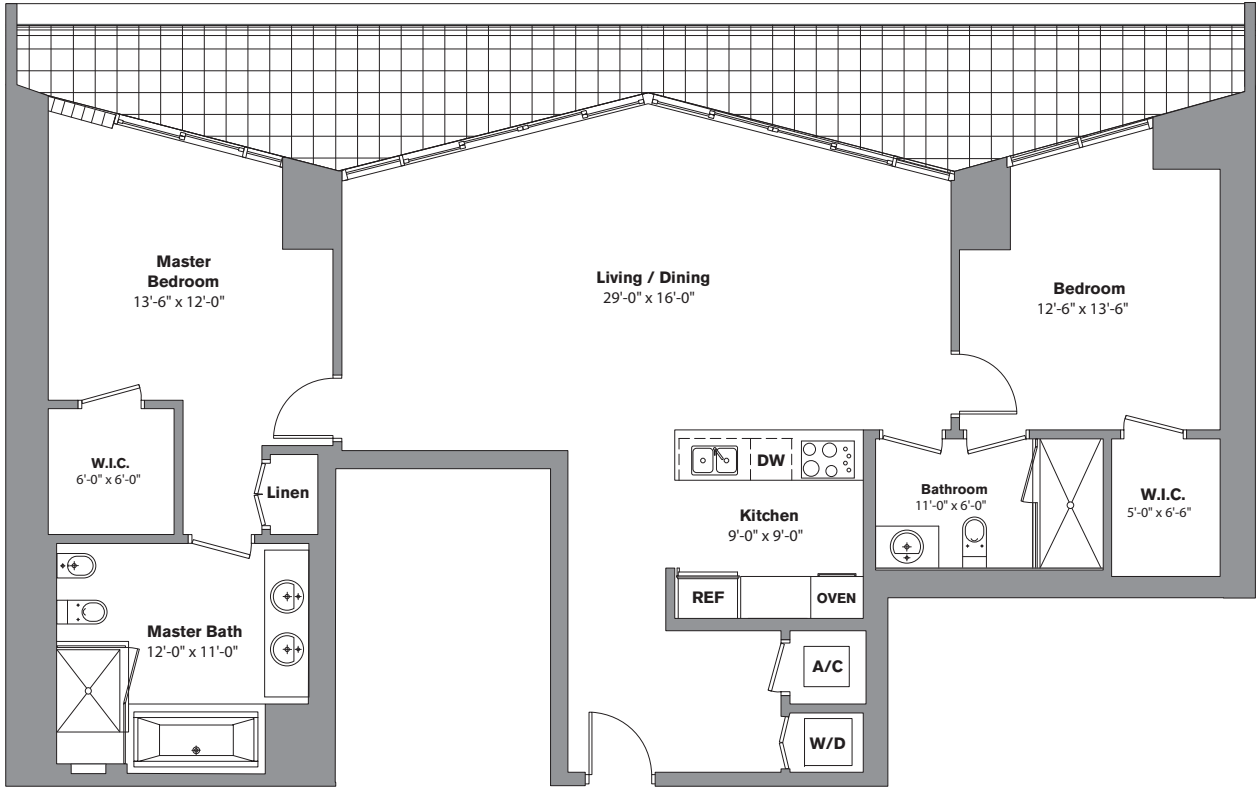 Master
Bedroom
13'-6" x 12'-0"
Living / Dining
29'-0" x 16'-0"
Bedroom
12'-6" x 13'-6"
W.I.C.
6'-0" x 6'-0"
Linen
DW
Kitchen
9'-0" x 9'-0"
Bathroom
11'-0" x 6'-0"
W.I.C.
5'-0" x 6'-6"
REF
OVEN
Master Bath
12'-0" x 11'-0"
A/C
W/D